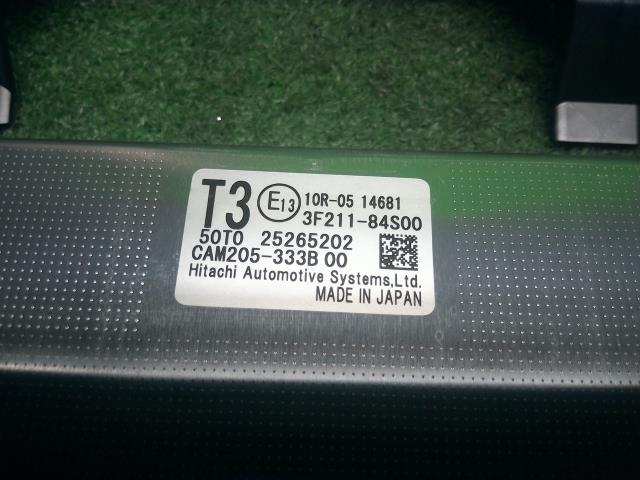 T3 E13 10R-05 14681
3F211-84S00
50T0 25265202
CAM205-333B 00
Hitachi Automotive Systems,Ltd.
MADE IN JAPAN